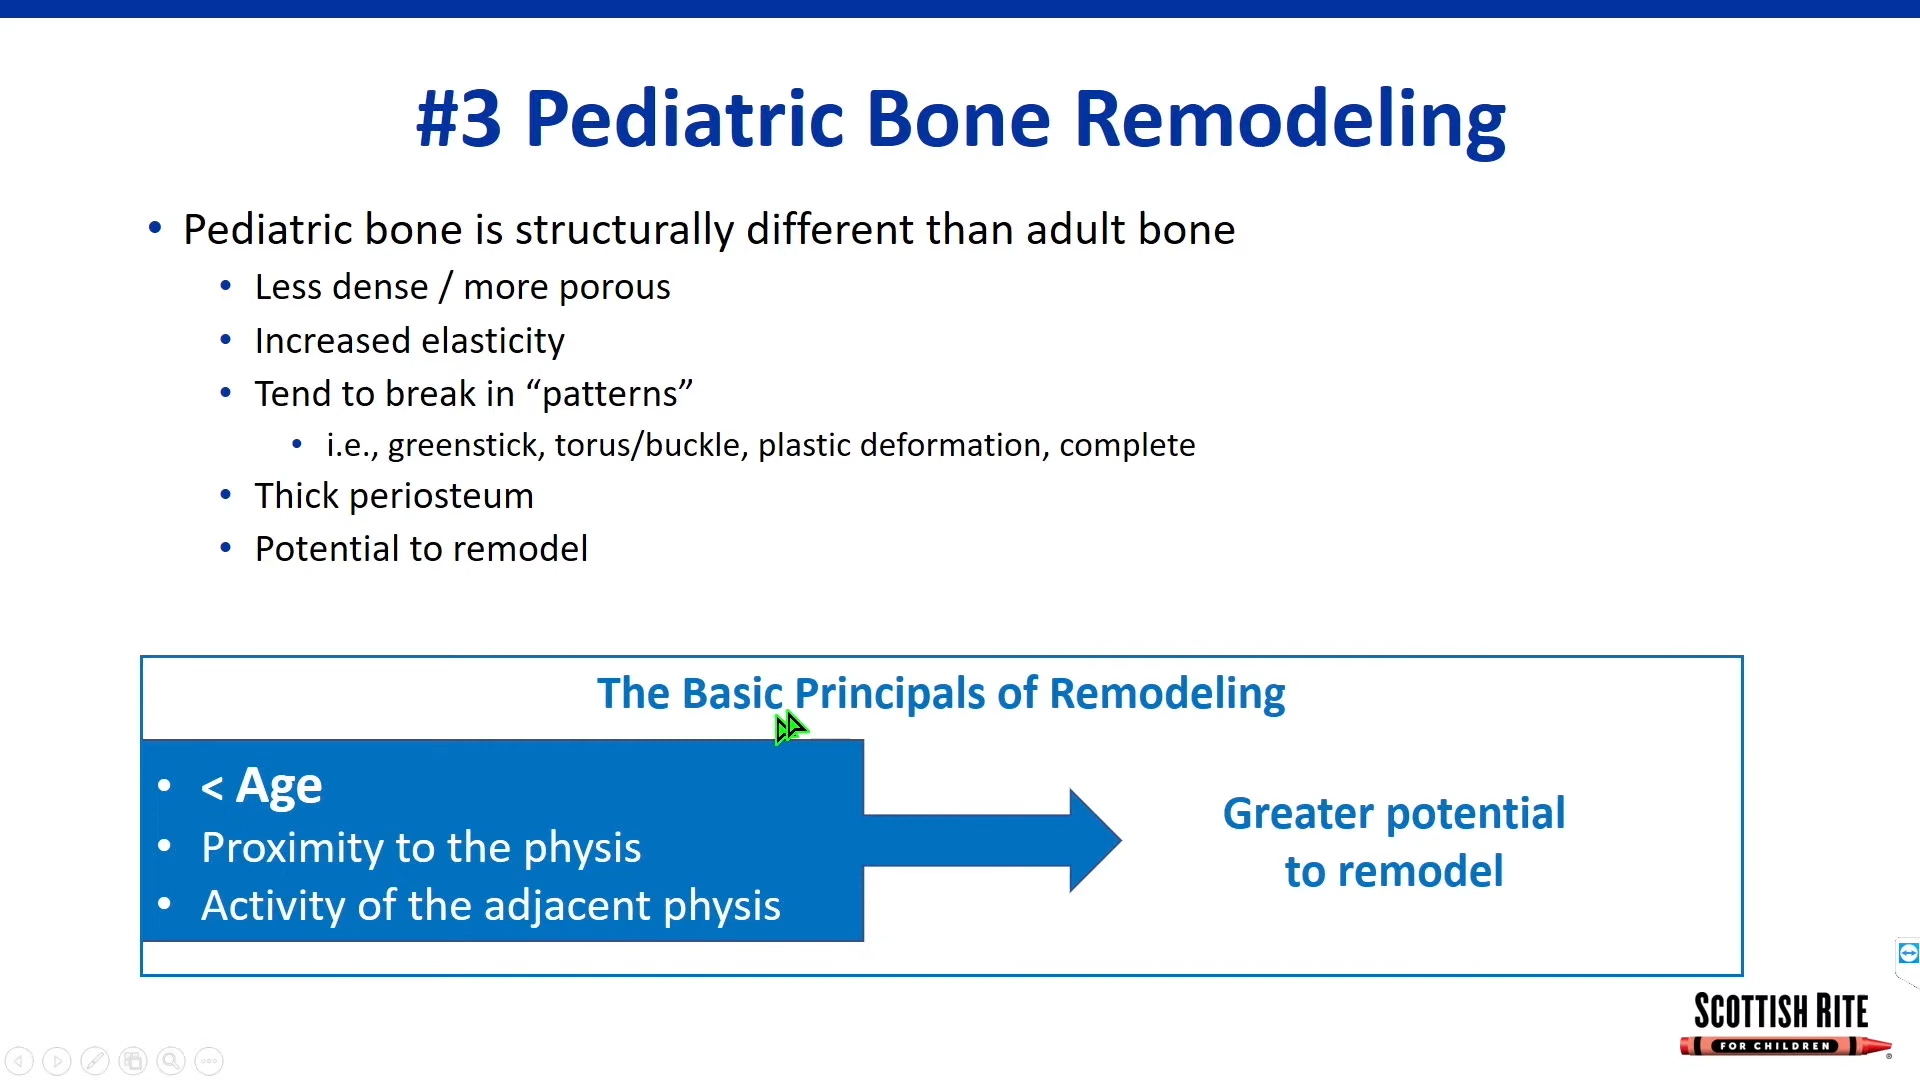 #3 Pediatric Bone Remodeling
• Pediatric bone is structurally different than adult bone
• Less dense / more porous
• Increased elasticity
• Tend to break in “patterns”
• i.e., greenstick, torus/buckle, plastic deformation, complete
• Thick periosteum
• Potential to remodel
The Basic Principals of Remodeling
• < Age
• Proximity to the physis
• Activity of the adjacent physis
Greater potential
to remodel
SCOTTISH RITE
FOR CHILDREN
®